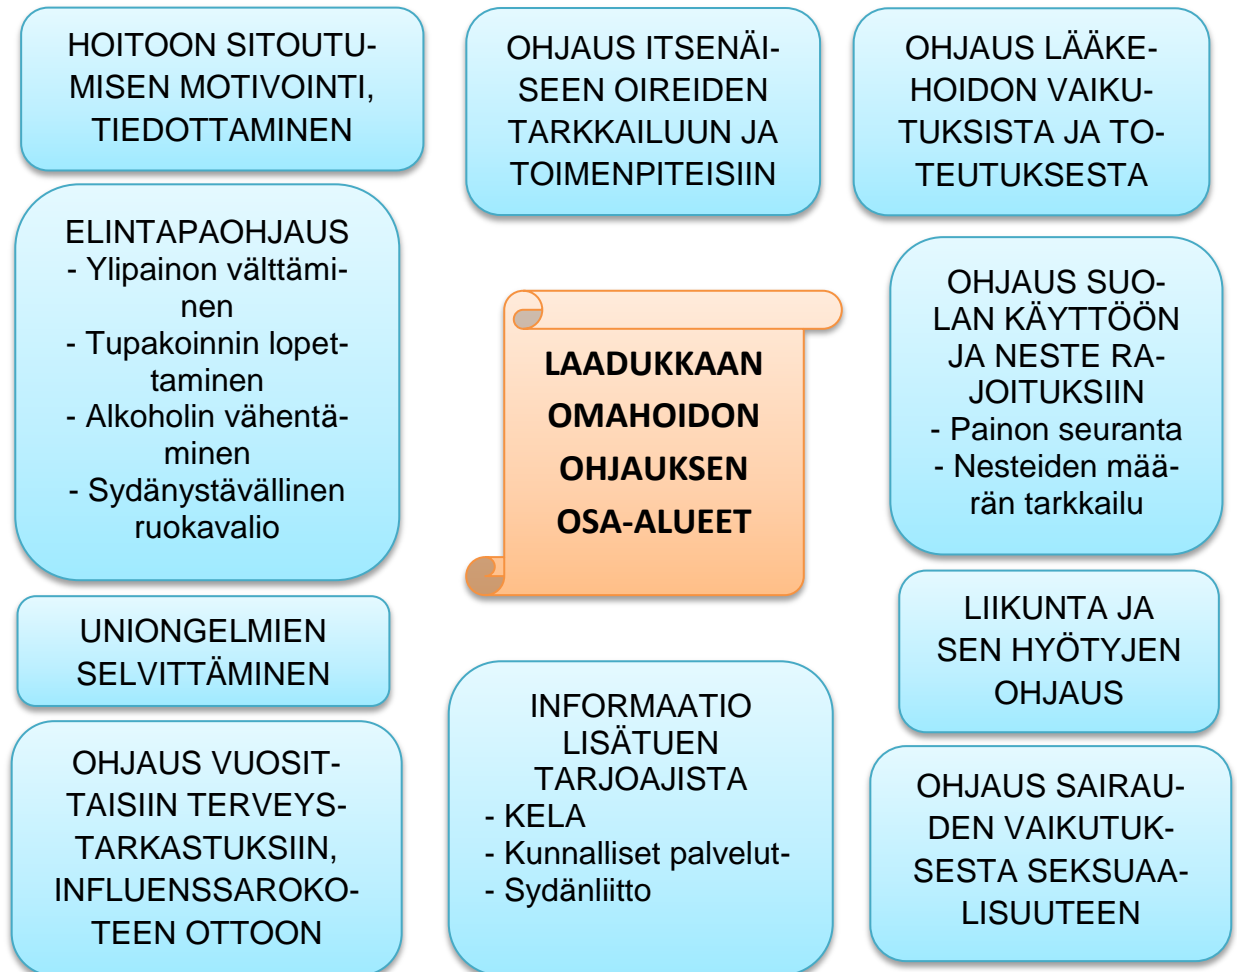 HOITOON SITOUTU-
MISEN MOTIVOINTI,
TIEDOTTAMINEN
OHJAUS ITSENÄI-
SEEN OIREIDEN
TARKKAILUUN JA
TOIMENPITEISIIN
OHJAUS LÄÄKE-
HOIDON VAIKU-
TUKSISTA JA TO-
TEUTUKSESTA
ELINTAPAOHJAUS
- Ylipainon välttämi-
nen
- Tupakoinnin lopet-
taminen
- Alkoholin vähentä-
minen
- Sydänystävällinen
ruokavalio
LAADUKKAAN
OMAHOIDON
OHJAUKSEN
OSA-ALUEET
OHJAUS SUO-
LAN KÄYTTÖÖN
JA NESTE RA-
JOITUKSIIN
- Painon seuranta
- Nesteiden mää-
rän tarkkailu
UNIONGELMIEN
SELVITTÄMINEN
LIIKUNTA JA
SEN HYÖTYJEN
OHJAUS
OHJAUS VUOSIT-
TAISIIN TERVEYS-
TARKASTUKSIIN,
INFLUENSSAROKO-
TEEN OTTOON
INFORMAATIO
LISÄTUEN
TARJOAJISTA
- KELA
- Kunnalliset palvelut-
- Sydänliitto
OHJAUS SAIRAU-
DEN VAIKUTUK-
SESTA SEKSUAA-
LISUUTEEN